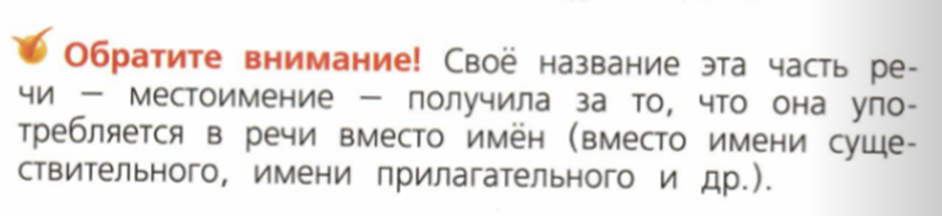 Обратите внимание! Своё название эта часть ре-
чи — местоимение — получила за то, что она упо-
требляется в речи вместо имён (вместо имени суще-
ствительного, имени прилагательного и др.).